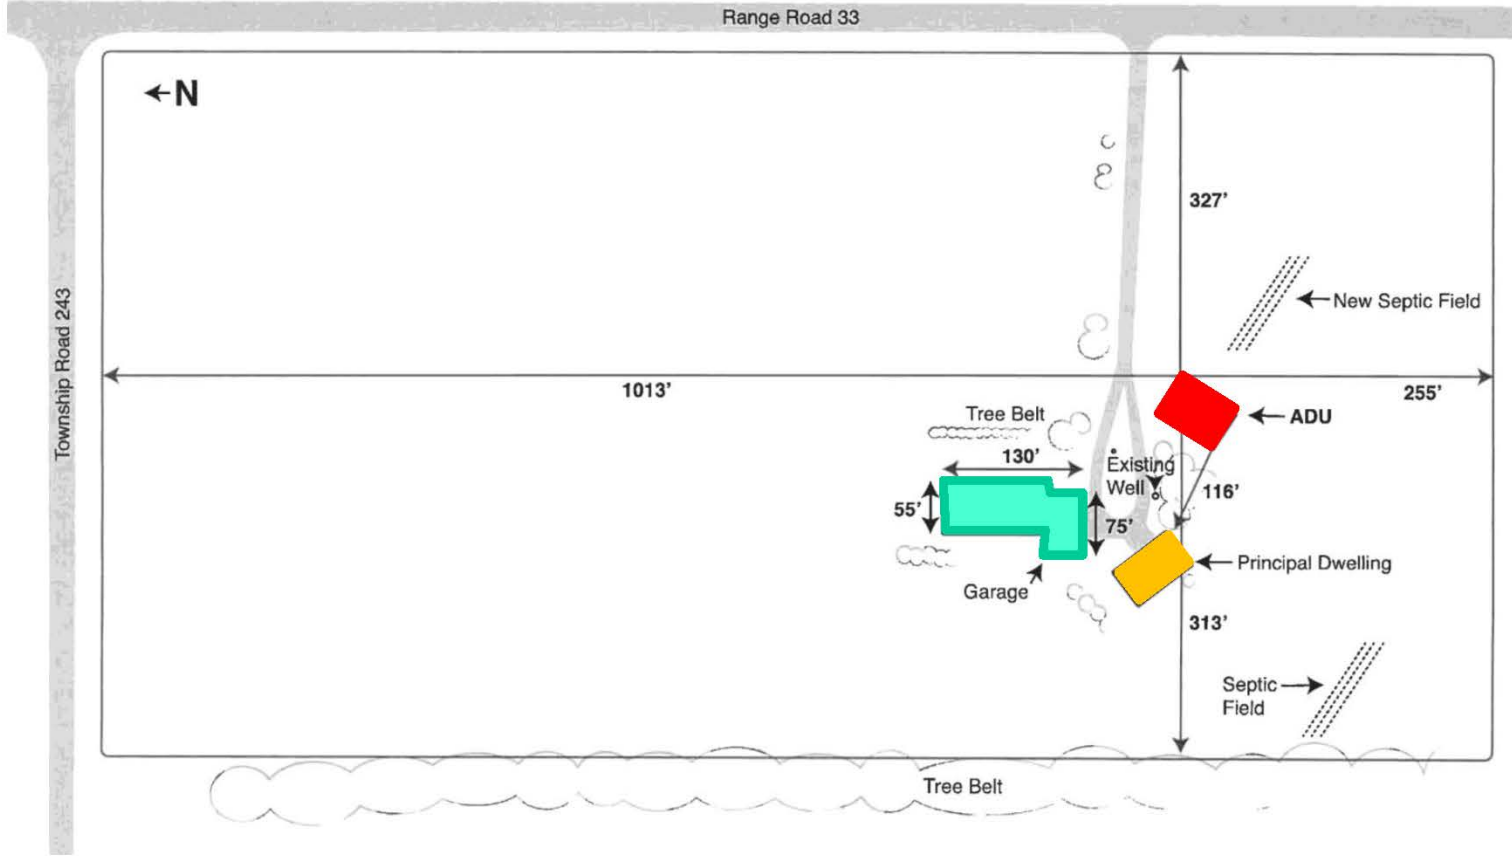 Range Road 33
N
Township Road 243
327’
New Septic Field
1013’
255’
ADU
Tree Belt
130’
Existing
Well
116’
55’
75’
Principal Dwelling
Garage
313’
Septic
Field
Tree Belt